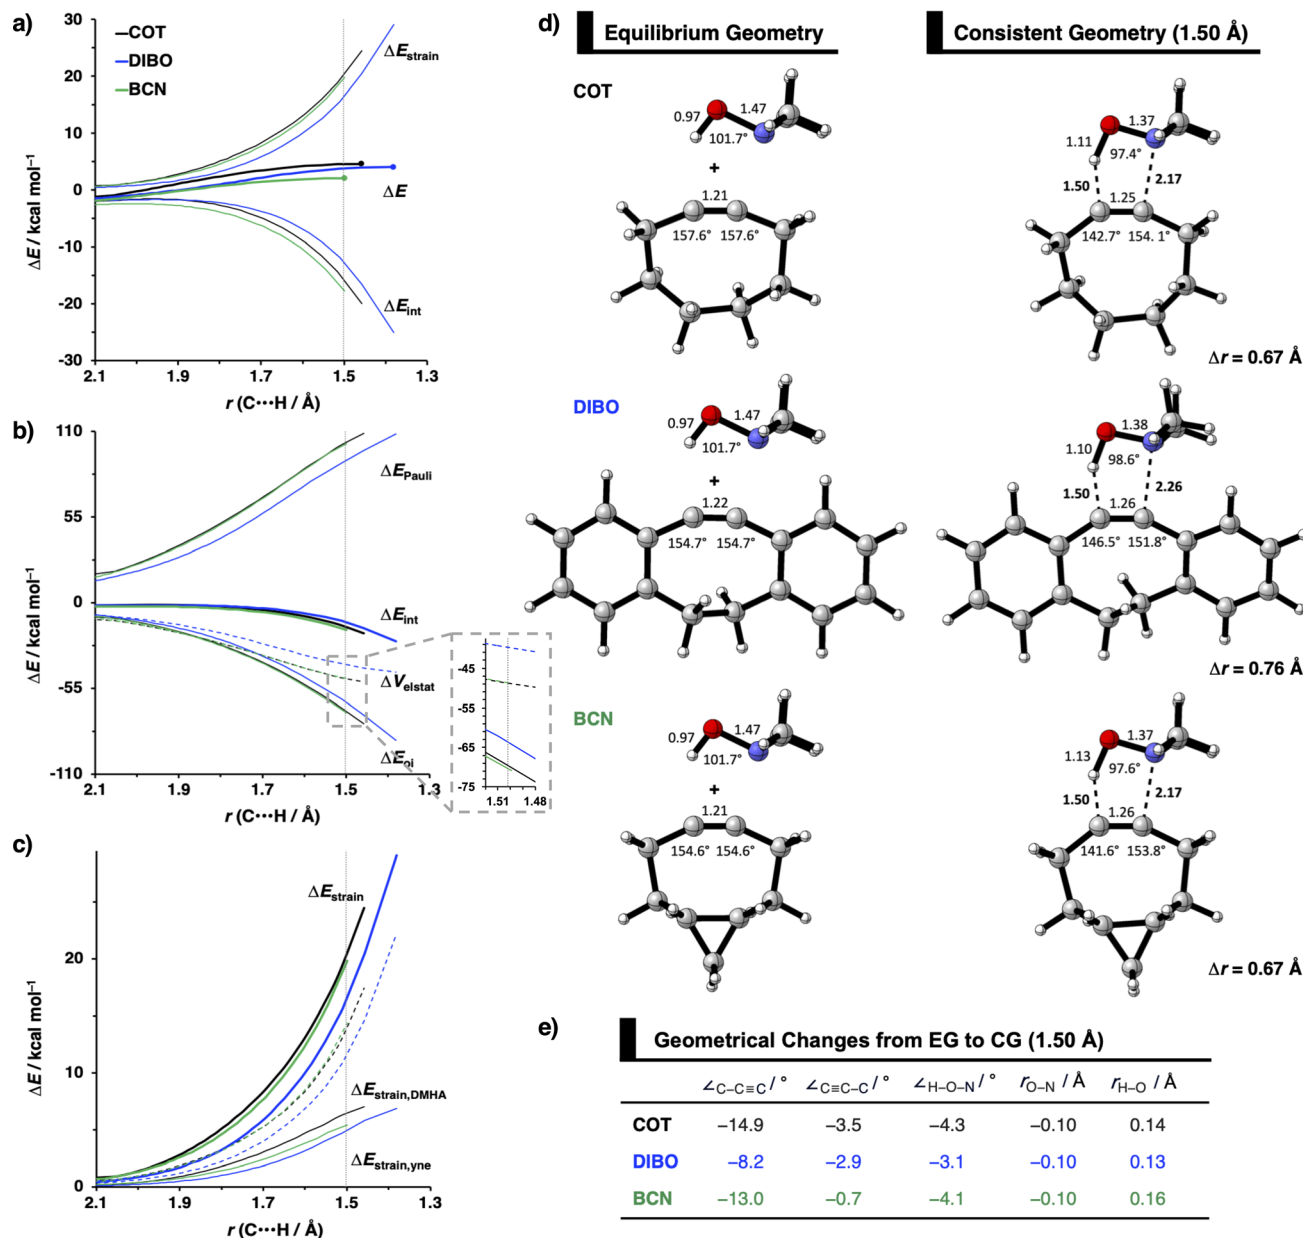 a)
COT
DIBO
BCN
30
20
10
0
-10
-20
-30
ΔE / kcal mol⁻¹
ΔEstrain
ΔE
ΔEint
2.1 1.9 1.7 1.5 1.3
r (C•••H / Å)
b)
110
55
0
-55
-110
ΔE / kcal mol⁻¹
ΔEPauli
ΔEint
ΔVelstat
ΔEoi
-45
-55
-65
-75
1.51 1.48
2.1 1.9 1.7 1.5 1.3
r (C•••H / Å)
c)
20
10
0
ΔE / kcal mol⁻¹
ΔEstrain
ΔEstrain,DMHA
ΔEstrain,yne
2.1 1.9 1.7 1.5 1.3
r (C•••H / Å)
d)
Equilibrium Geometry
Consistent Geometry (1.50 Å)
COT
0.97 1.47
101.7°
+
1.21
157.6° 157.6°
1.11 1.37
97.4°
1.50 2.17
1.25
142.7° 154.1°
Δr = 0.67 Å
DIBO
0.97 1.47
101.7°
+
1.22
154.7° 154.7°
1.10 1.38
98.6°
1.50 2.26
1.26
146.5° 151.8°
Δr = 0.76 Å
BCN
0.97 1.47
101.7°
+
1.21
154.6° 154.6°
1.13 1.37
97.6°
1.50 2.17
1.26
141.6° 153.8°
Δr = 0.67 Å
e)
Geometrical Changes from EG to CG (1.50 Å)
∠C–C≡C / ° ∠C≡C–C / ° ∠H–O–N / ° rO–N / Å rH–O / Å
COT −14.9 −3.5 −4.3 −0.10 0.14
DIBO −8.2 −2.9 −3.1 −0.10 0.13
BCN −13.0 −0.7 −4.1 −0.10 0.16